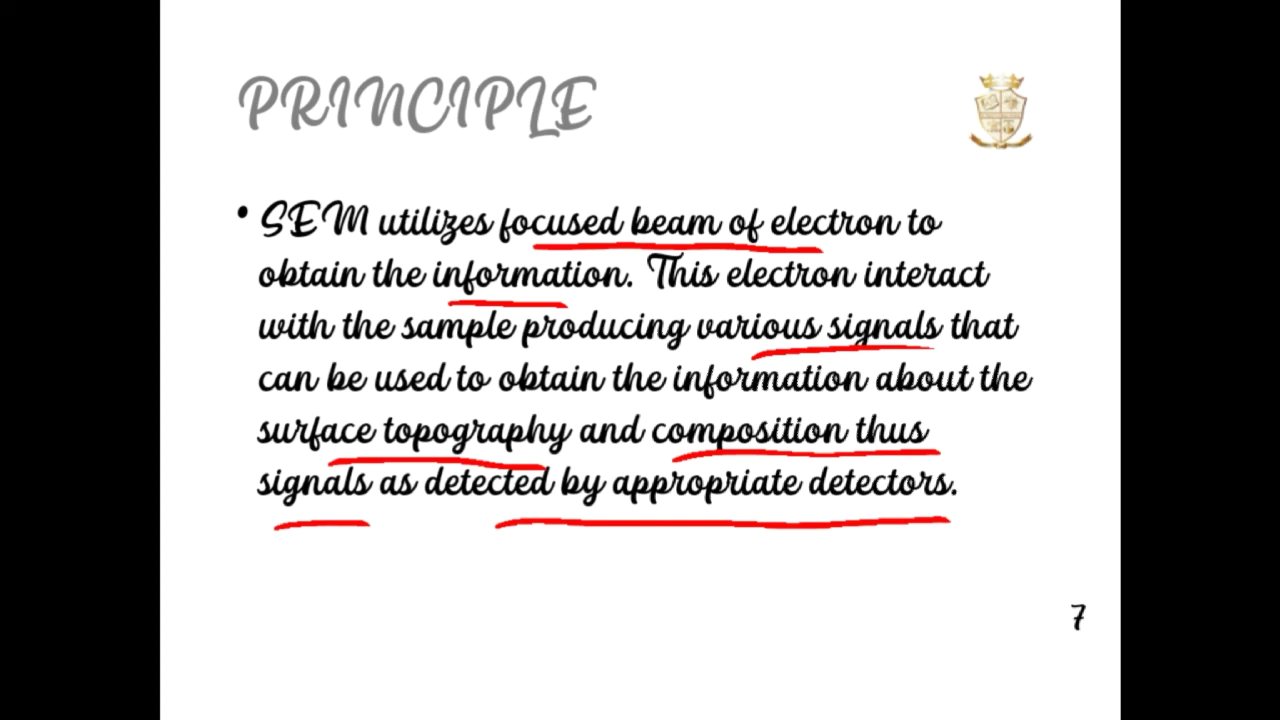 PRINCIPLE
• SEM utilizes focused beam of electron to
obtain the information. This electron interact
with the sample producing various signals that
can be used to obtain the information about the
surface topography and composition thus
signals as detected by appropriate detectors.
7